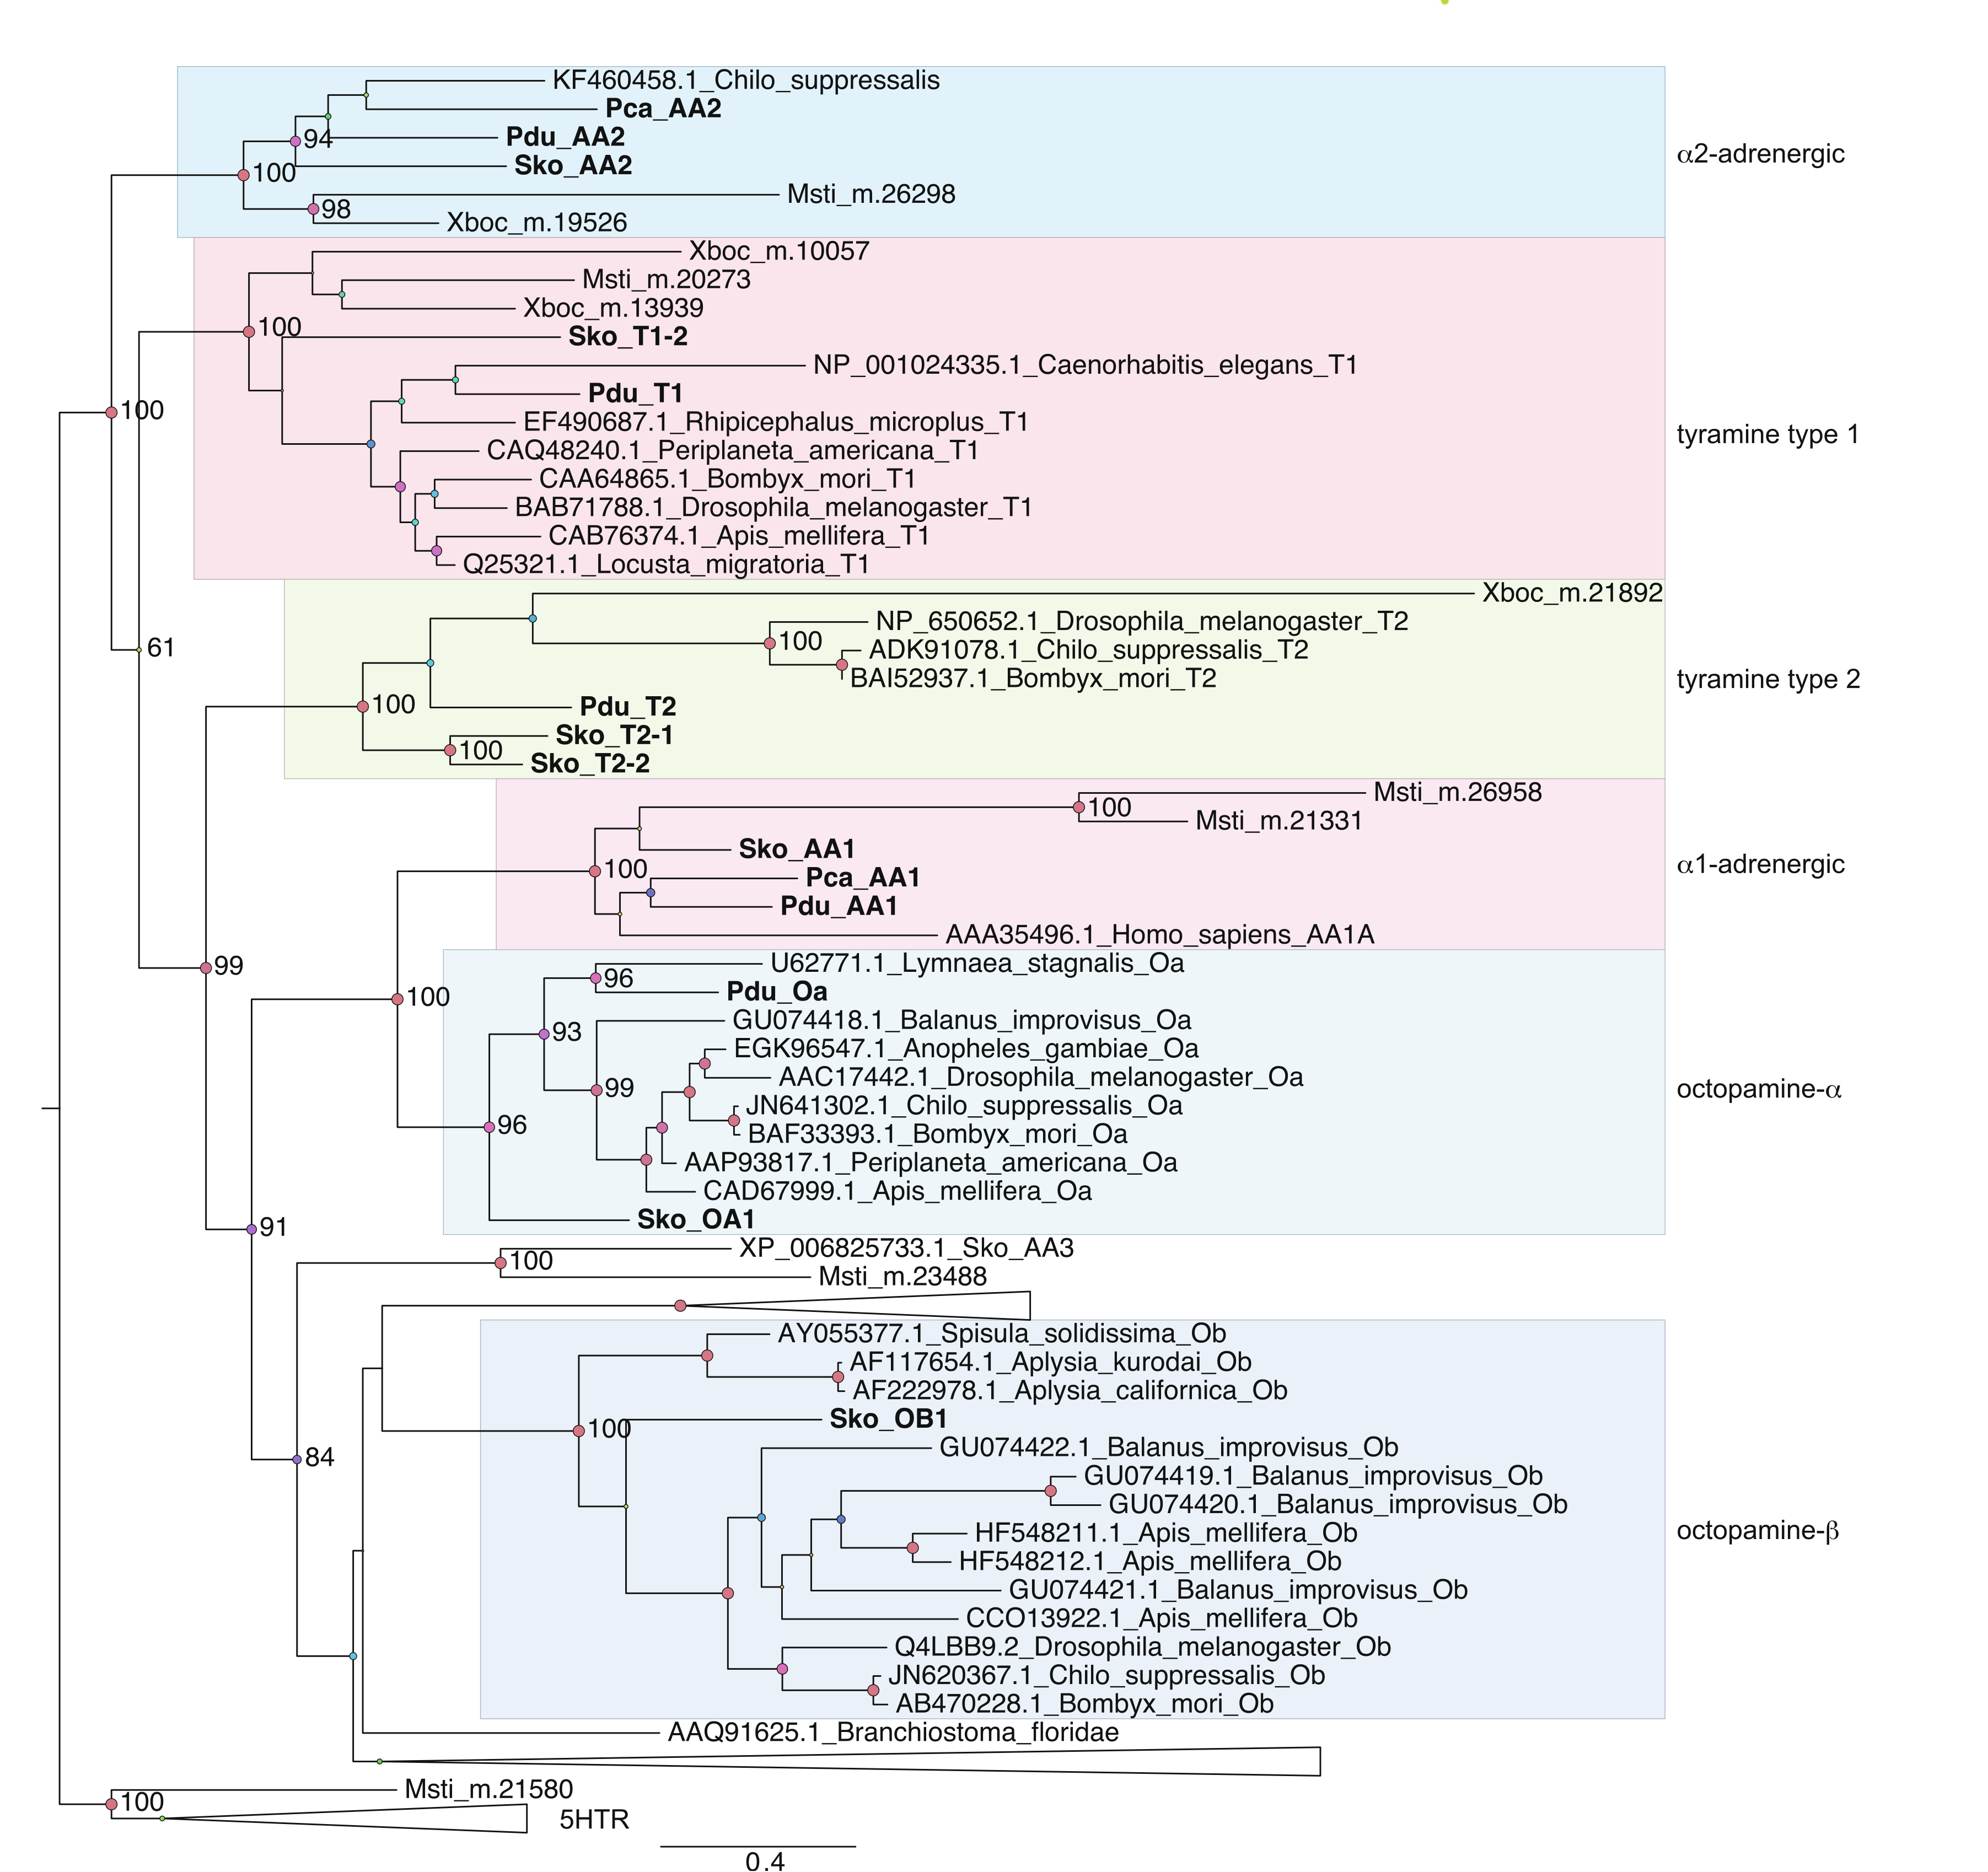 KF460458.1_Chilo_suppressalis
Pca_AA2
Pdu_AA2
94
α2-adrenergic
Sko_AA2
100
Msti_m.26298
98
Xboc_m.19526
Xboc_m.10057
Msti_m.20273
Xboc_m.13939
100
Sko_T1-2
NP_001024335.1_Caenorhabitis_elegans_T1
Pdu_T1
100
EF490687.1_Rhipicephalus_microplus_T1
tyramine type 1
CAQ48240.1_Periplaneta_americana_T1
CAA64865.1_Bombyx_mori_T1
BAB71788.1_Drosophila_melanogaster_T1
CAB76374.1_Apis_mellifera_T1
Q25321.1_Locusta_migratoria_T1
Xboc_m.21892
NP_650652.1_Drosophila_melanogaster_T2
100
61
ADK91078.1_Chilo_suppressalis_T2
BAI52937.1_Bombyx_mori_T2
tyramine type 2
100
Pdu_T2
Sko_T2-1
100
Sko_T2-2
Msti_m.26958
100
Msti_m.21331
Sko_AA1
α1-adrenergic
100
Pca_AA1
Pdu_AA1
AAA35496.1_Homo_sapiens_AA1A
99
U62771.1_Lymnaea_stagnalis_Oa
96
Pdu_Oa
100
GU074418.1_Balanus_improvisus_Oa
93
EGK96547.1_Anopheles_gambiae_Oa
AAC17442.1_Drosophila_melanogaster_Oa
99
octopamine-α
JN641302.1_Chilo_suppressalis_Oa
96
BAF33393.1_Bombyx_mori_Oa
AAP93817.1_Periplaneta_americana_Oa
CAD67999.1_Apis_mellifera_Oa
Sko_OA1
91
XP_006825733.1_Sko_AA3
100
Msti_m.23488
AY055377.1_Spisula_solidissima_Ob
AF117654.1_Aplysia_kurodai_Ob
AF222978.1_Aplysia_californica_Ob
Sko_OB1
100
GU074422.1_Balanus_improvisus_Ob
84
GU074419.1_Balanus_improvisus_Ob
GU074420.1_Balanus_improvisus_Ob
HF548211.1_Apis_mellifera_Ob
octopamine-β
HF548212.1_Apis_mellifera_Ob
GU074421.1_Balanus_improvisus_Ob
CCO13922.1_Apis_mellifera_Ob
Q4LBB9.2_Drosophila_melanogaster_Ob
JN620367.1_Chilo_suppressalis_Ob
AB470228.1_Bombyx_mori_Ob
AAQ91625.1_Branchiostoma_floridae
Msti_m.21580
100
5HTR
0.4